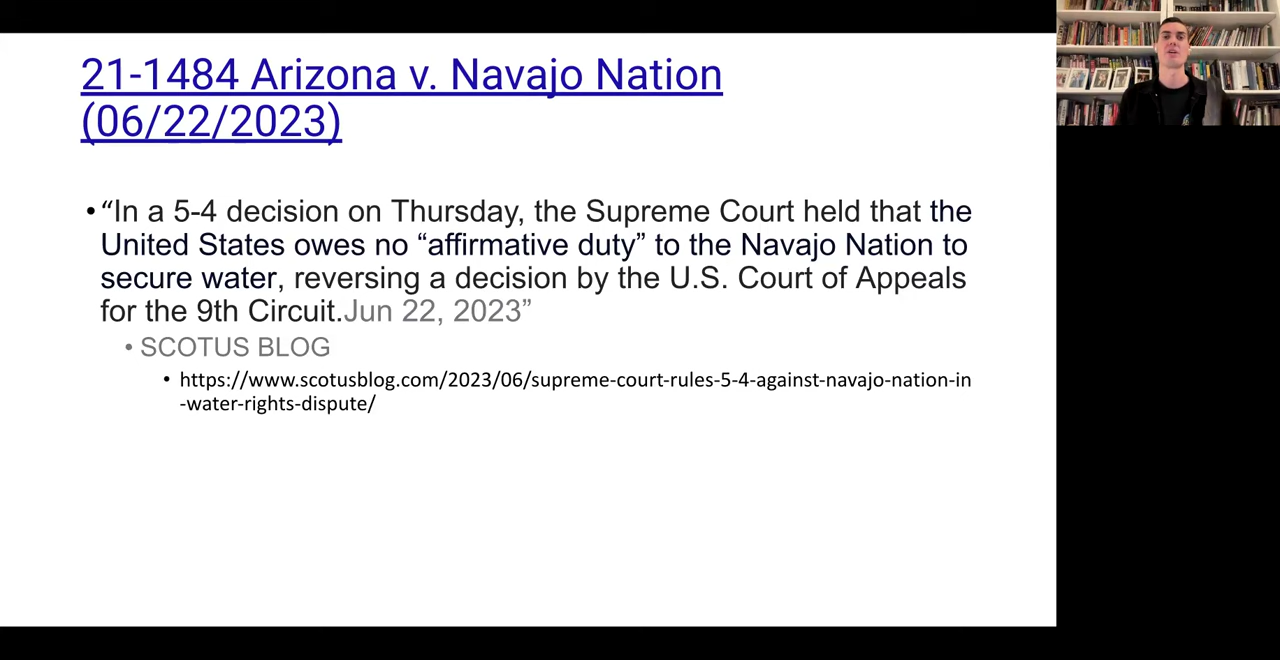 21-1484 Arizona v. Navajo Nation
(06/22/2023)
• “In a 5-4 decision on Thursday, the Supreme Court held that the
United States owes no “affirmative duty” to the Navajo Nation to
secure water, reversing a decision by the U.S. Court of Appeals
for the 9th Circuit.Jun 22, 2023”
• SCOTUS BLOG
• https://www.scotusblog.com/2023/06/supreme-court-rules-5-4-against-navajo-nation-in
-water-rights-dispute/